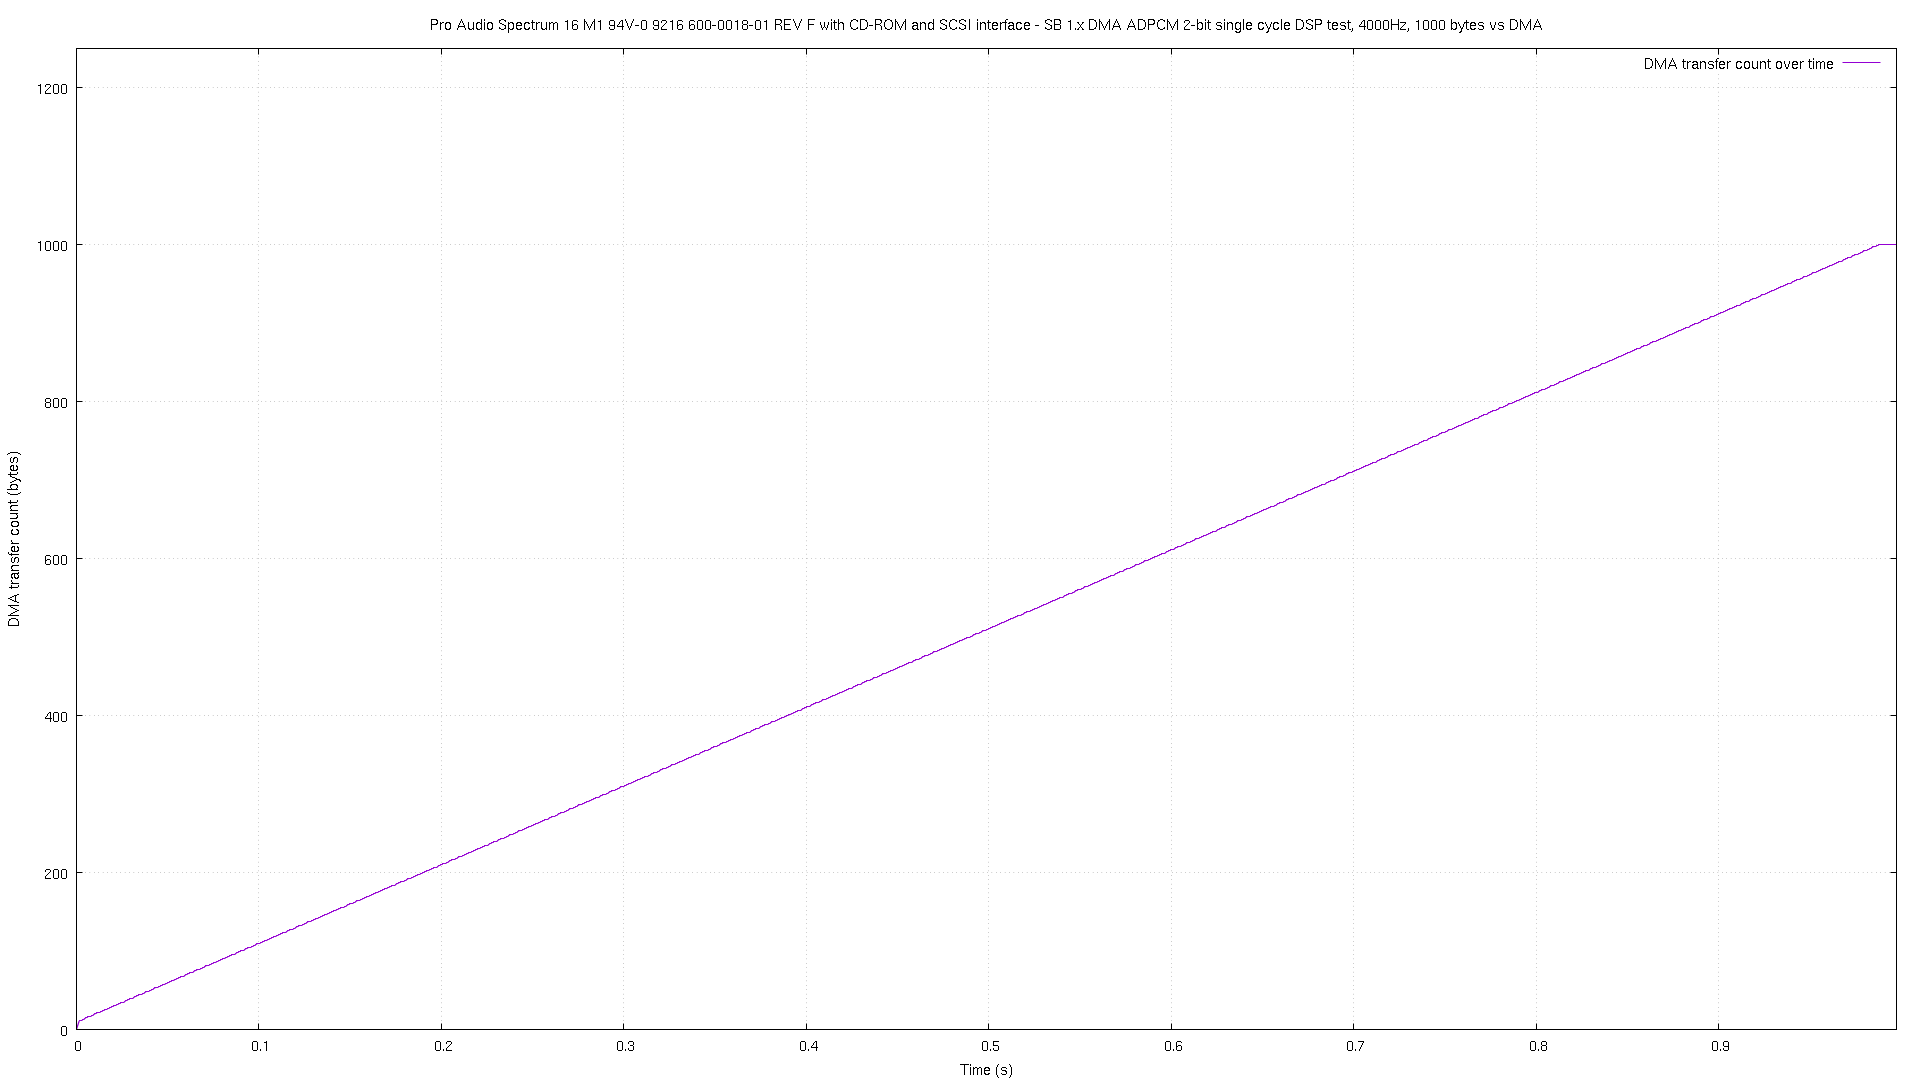 Pro Audio Spectrum 16 M1 94V-0 9216 600-0018-01 REV F with CD-ROM and SCSI interface - SB 1.x DMA ADPCM 2-bit single cycle DSP test, 4000Hz, 1000 bytes vs DMA
DMA transfer count over time
1200
1000
800
600
400
200
0
DMA transfer count (bytes)
0 0.1 0.2 0.3 0.4 0.5 0.6 0.7 0.8 0.9
Time (s)